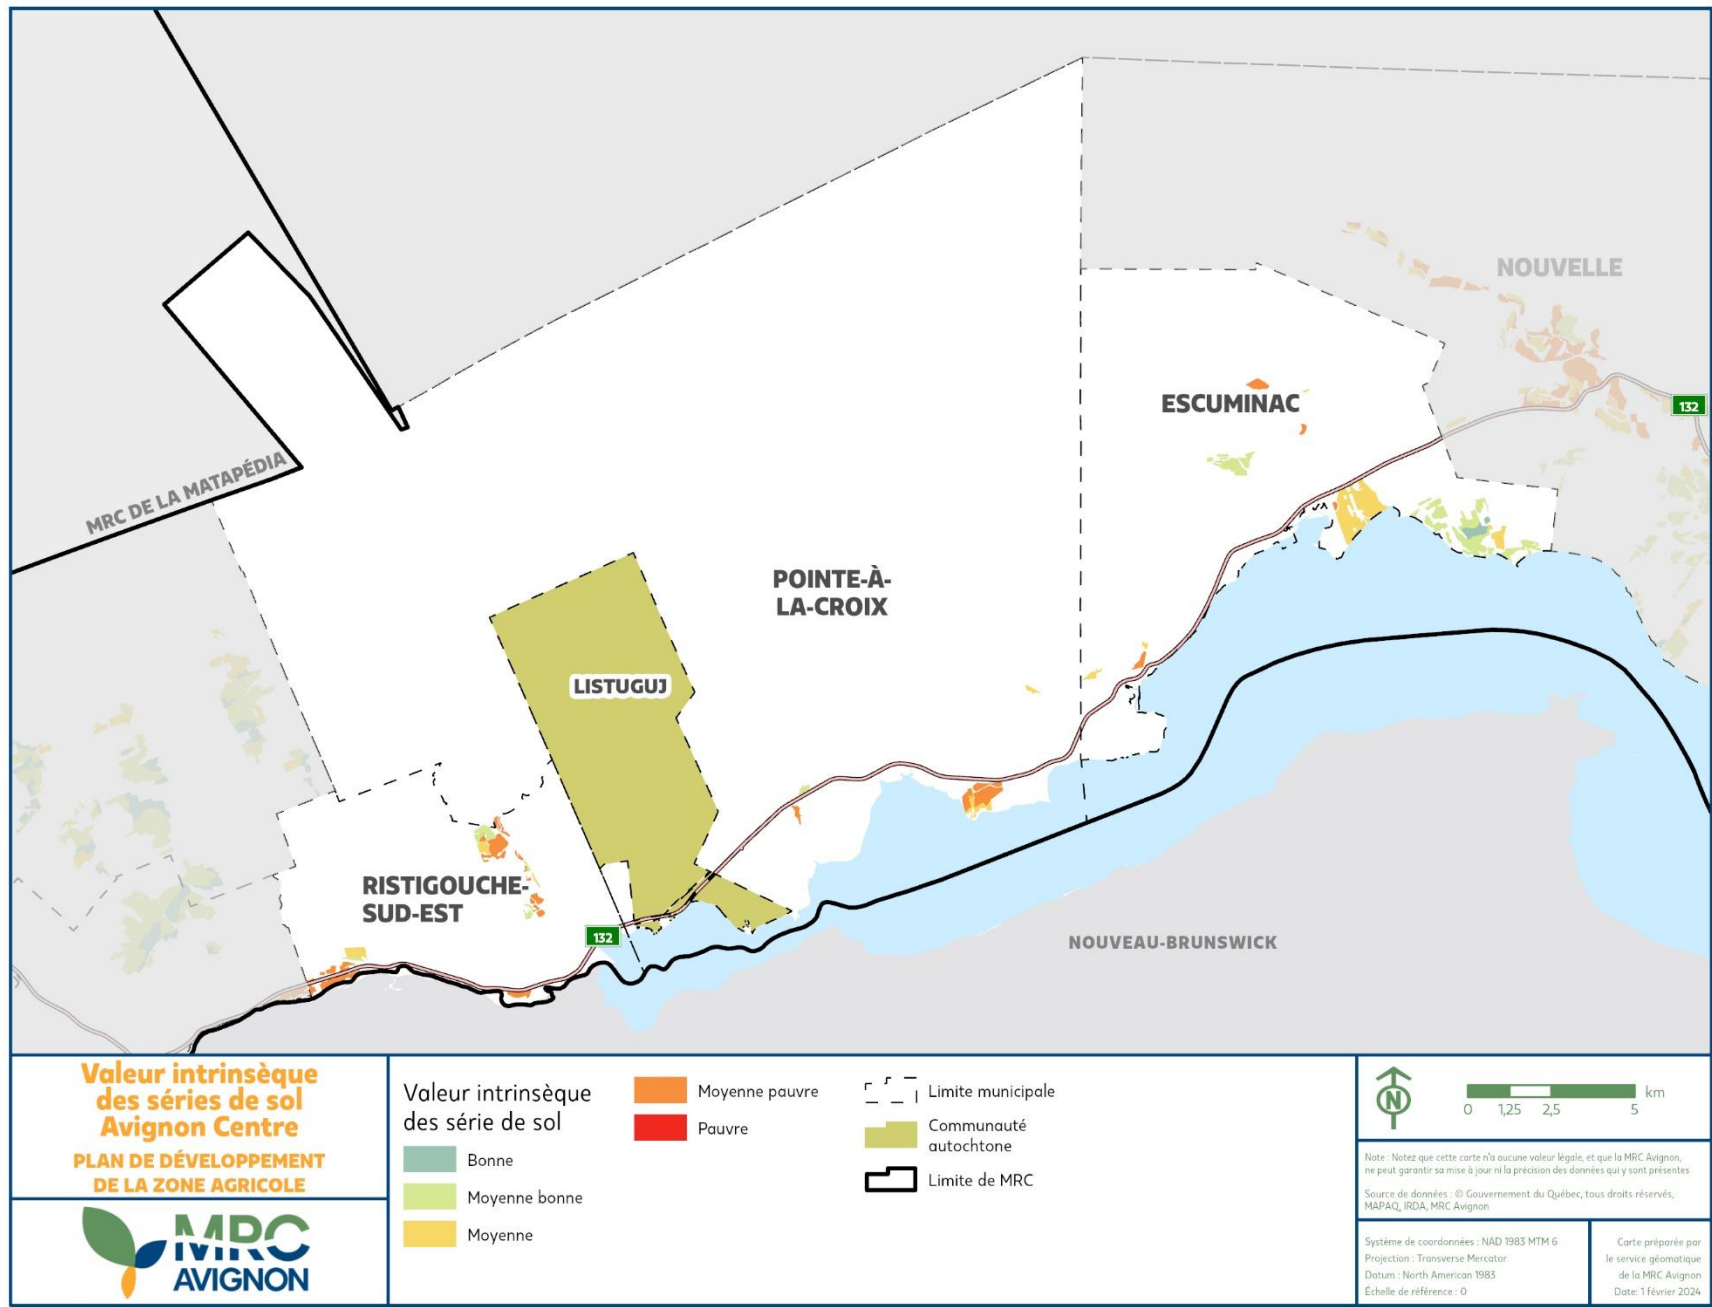 NOUVELLE
132
ESCUMINAC
MRC DE LA MATAPÉDIA
POINTE-À-
LA-CROIX
LISTUGUJ
RISTIGOUCHE-
SUD-EST
132
NOUVEAU-BRUNSWICK
Valeur intrinsèque
des séries de sol
Avignon Centre
PLAN DE DÉVELOPPEMENT
DE LA ZONE AGRICOLE
MRC
AVIGNON
Valeur intrinsèque
des série de sol
Bonne
Moyenne bonne
Moyenne
Moyenne pauvre
Pauvre
Limite municipale
Communauté
autochtone
Limite de MRC
N
0 1,25 2,5 5 km
Note : Notez que cette carte n'a aucune valeur légale, et que la MRC Avignon,
ne peut garantir sa mise à jour ni la précision des données qui y sont présentes
Source de données : © Gouvernement du Québec, tous droits réservés,
MAPAQ, IRDA, MRC Avignon
Système de coordonnées : NAD 1983 MTM 6
Projection : Transverse Mercator
Datum : North American 1983
Échelle de référence : 0
Carte préparée par
le service géomatique
de la MRC Avignon
Date: 1 février 2024